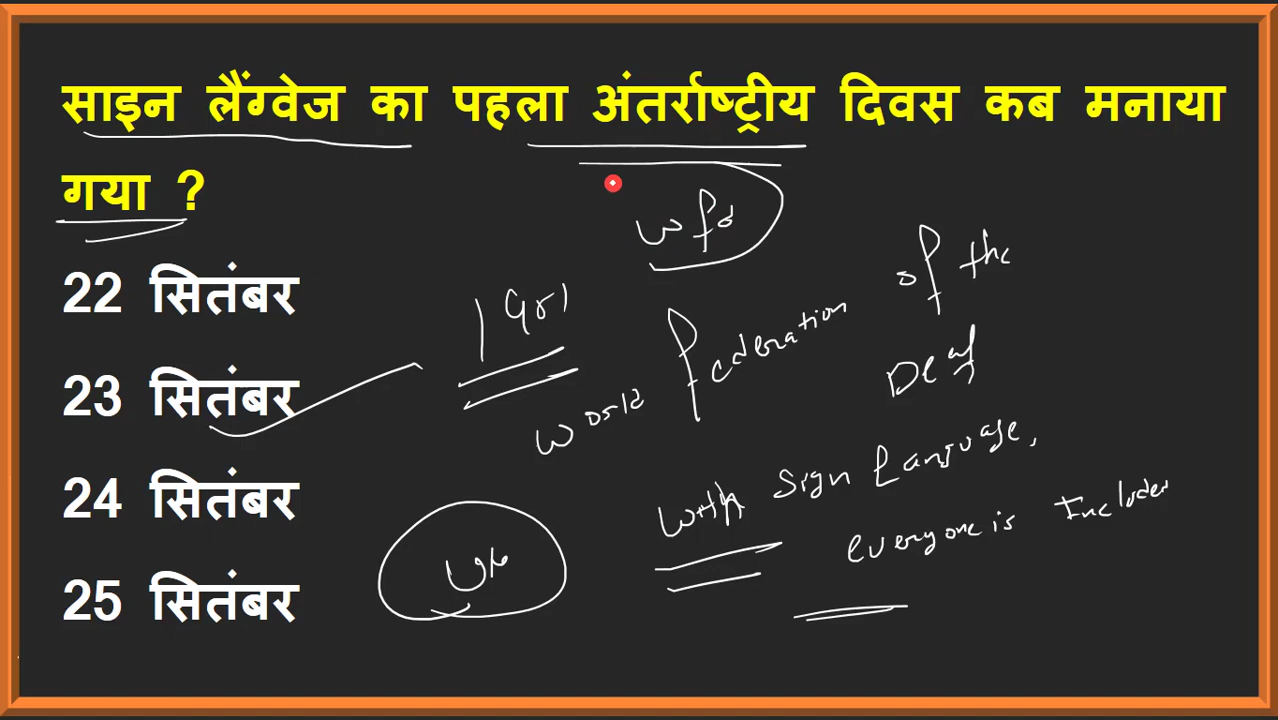 साइन लैंग्वेज का पहला अंतर्राष्ट्रीय दिवस कब मनाया
गया ?
wfd
22 सितंबर
of the
1951
World Federation
Deaf
23 सितंबर
With Sign Language,
everyone is Included
24 सितंबर
UN
25 सितंबर